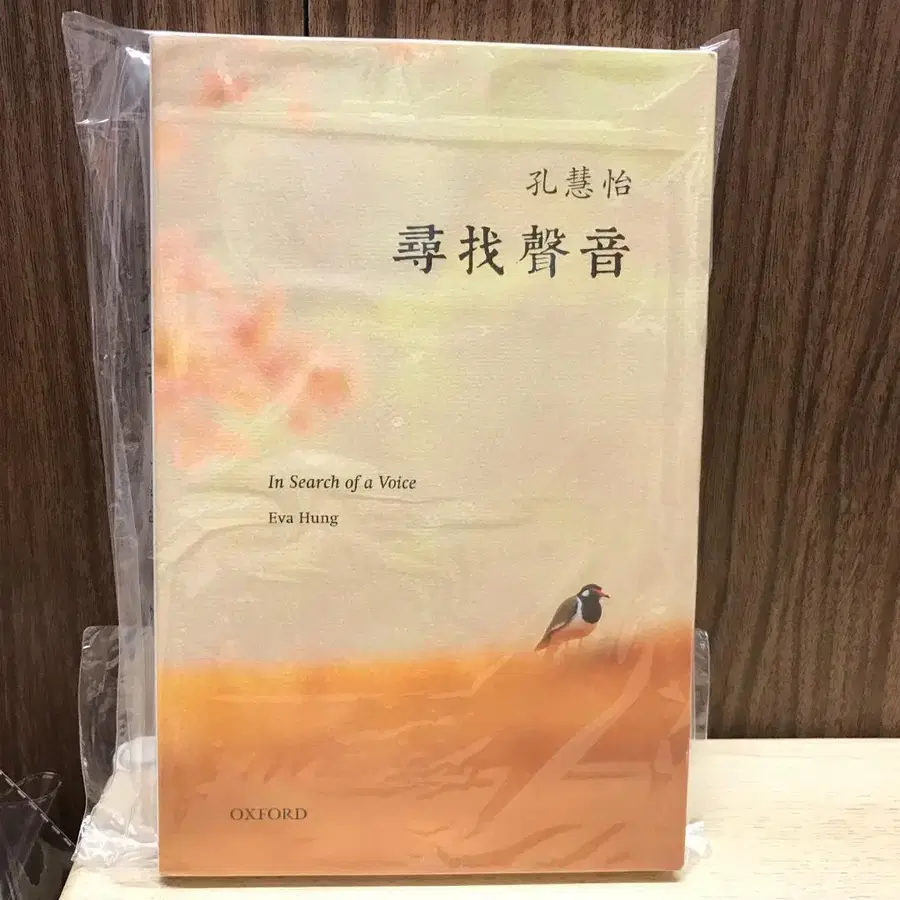 孔慧怡
尋找聲音
In Search of a Voice
Eva Hung
OXFORD